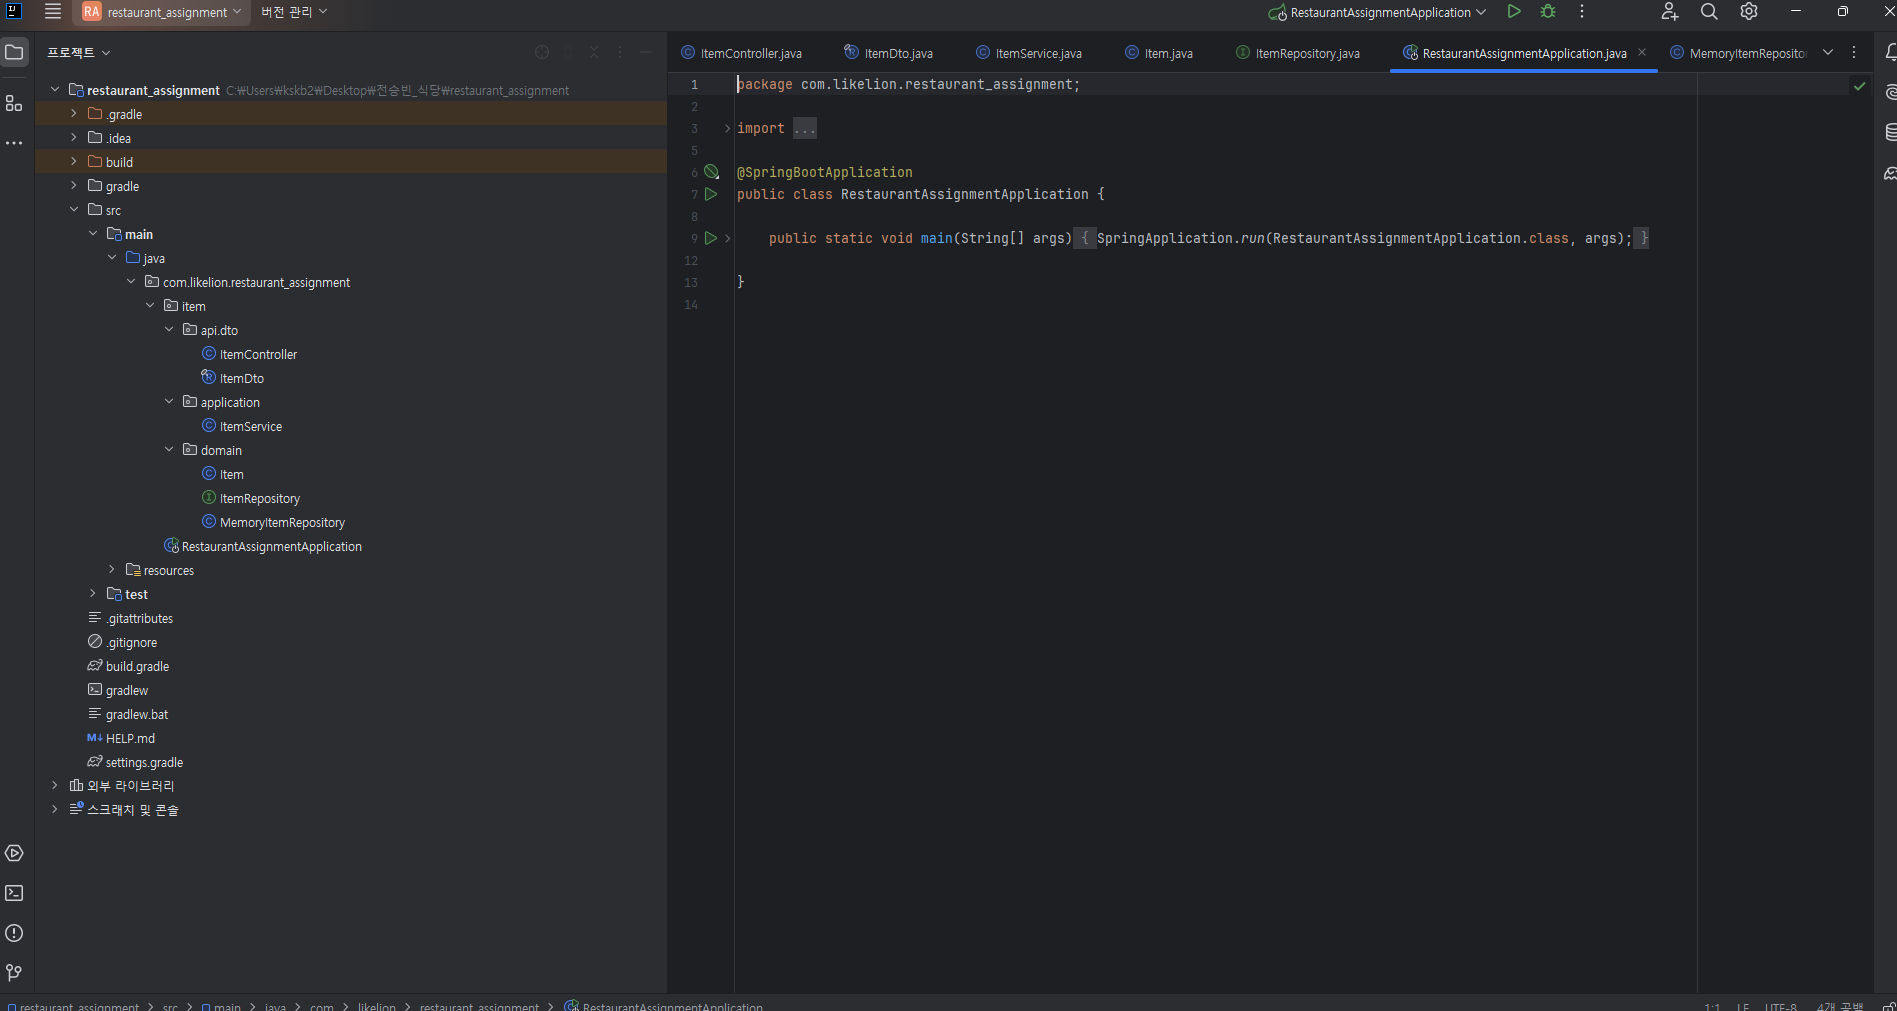 RA restaurant_assignment 버전 관리 RestaurantAssignmentApplication
프로젝트
restaurant_assignment C:₩Users₩kskb2₩Desktop₩전승빈_식당₩restaurant_assignment
.gradle
.idea
build
gradle
src
main
java
com.likelion.restaurant_assignment
item
api.dto
ItemController
ItemDto
application
ItemService
domain
Item
ItemRepository
MemoryItemRepository
RestaurantAssignmentApplication
resources
test
.gitattributes
.gitignore
build.gradle
gradlew
gradlew.bat
M↓ HELP.md
settings.gradle
외부 라이브러리
스크래치 및 콘솔
ItemController.java ItemDto.java ItemService.java Item.java ItemRepository.java RestaurantAssignmentApplication.java MemoryItemReposito
1 package com.likelion.restaurant_assignment;
2
3 import ...
5
6 @SpringBootApplication
7 public class RestaurantAssignmentApplication {
8
9 public static void main(String[] args) { SpringApplication.run(RestaurantAssignmentApplication.class, args); }
12
13 }
14
restaurant_assignment > src > main > java > com > likelion > restaurant_assignment > RestaurantAssignmentApplication 1:1 LF UTF-8 4개 공백